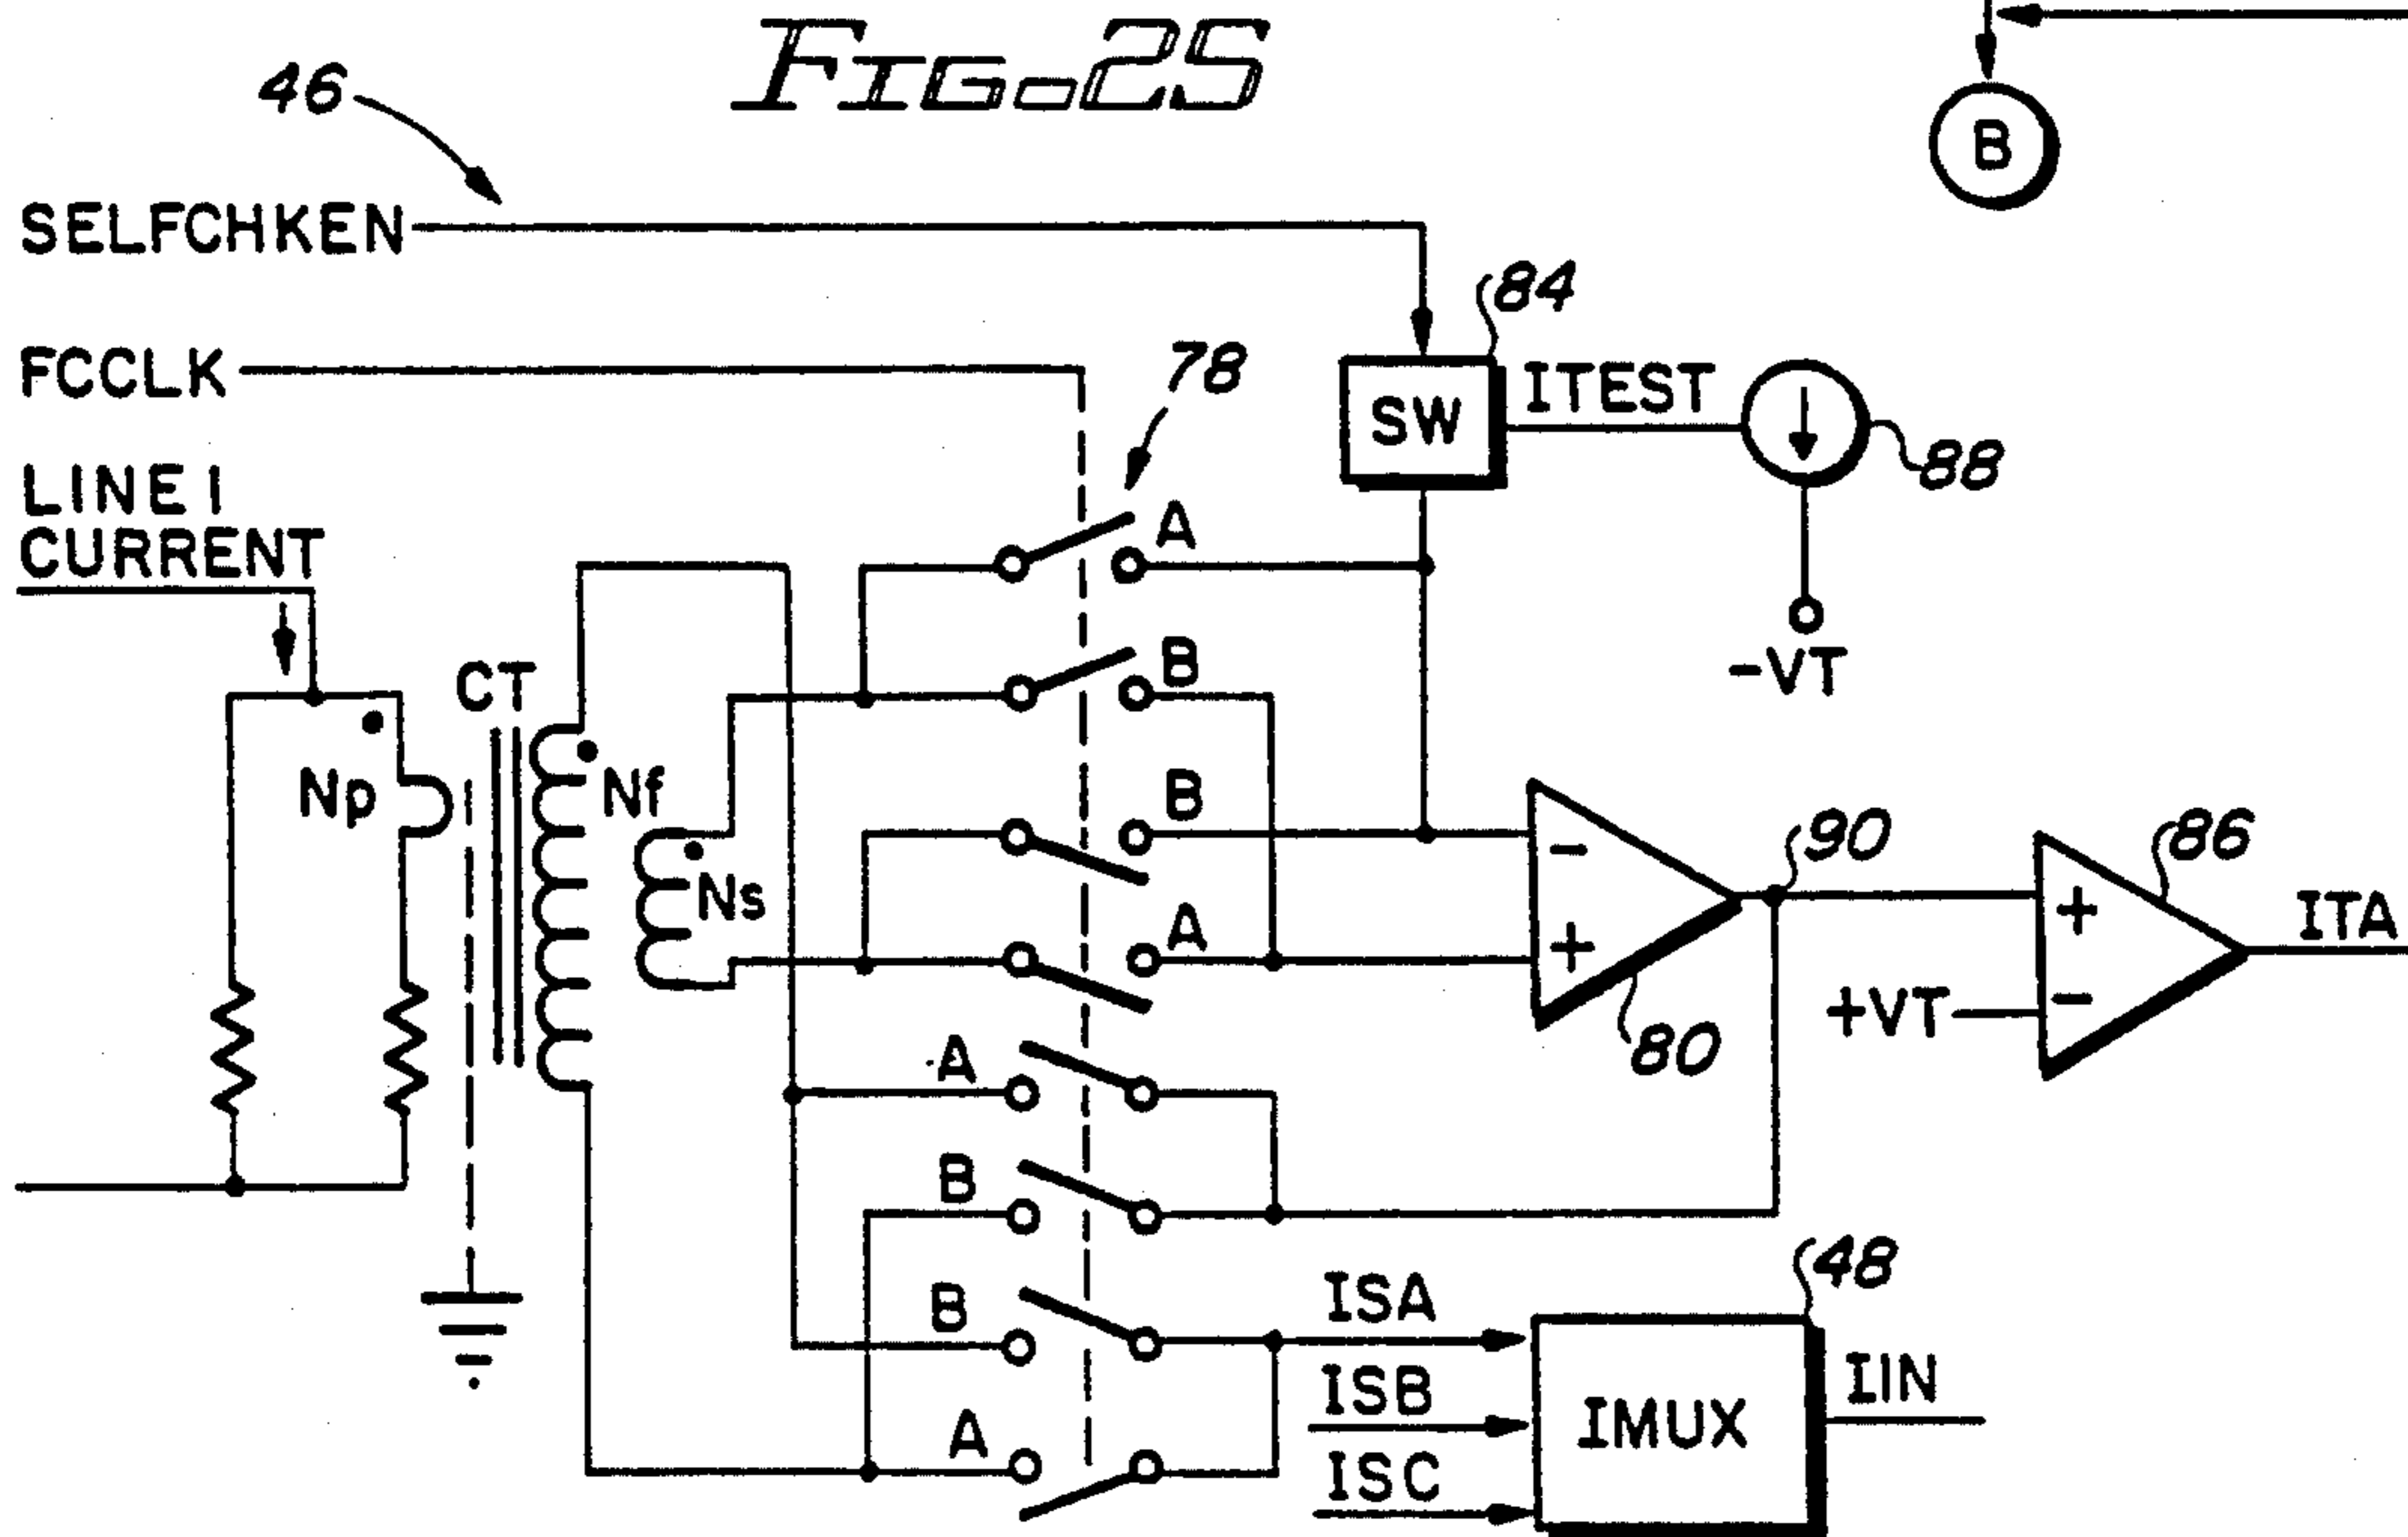 FIG. 25
46
B
SELFCHKEN
84
FCCLK
78
SW
ITEST
88
LINE I
CURRENT
A
-VT
CT
B
Np
Nf
B
-
90
86
Ns
A
+
+
ITA
+VT
-
80
A
B
48
B
ISA
ISB
IMUX
IIN
A
ISC